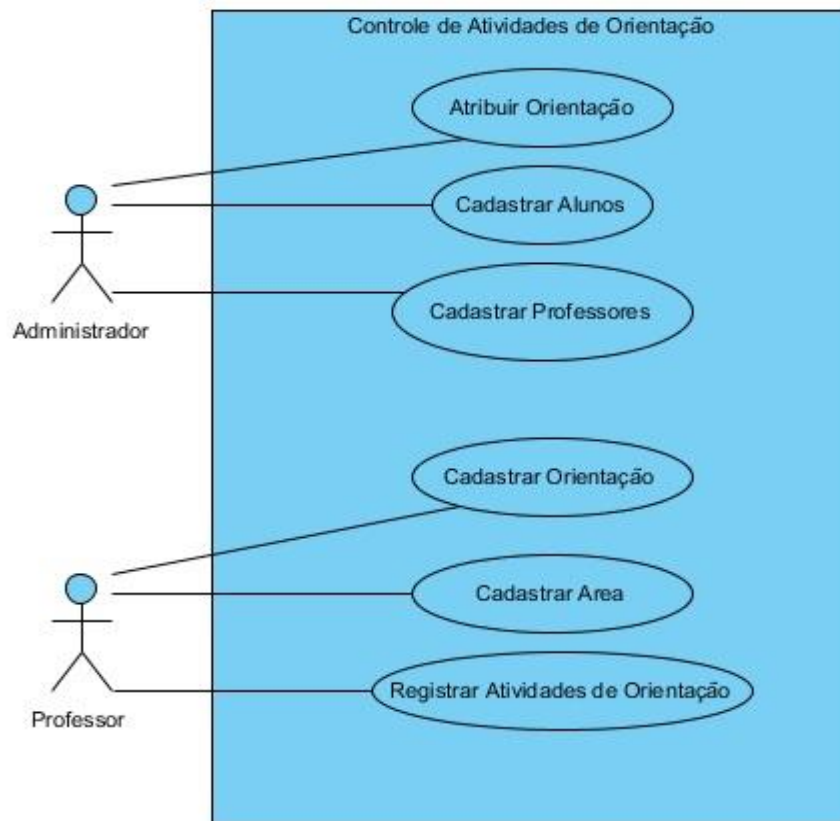 Controle de Atividades de Orientação
Atribuir Orientação
Cadastrar Alunos
Cadastrar Professores
Administrador
Cadastrar Orientação
Cadastrar Area
Registrar Atividades de Orientação
Professor